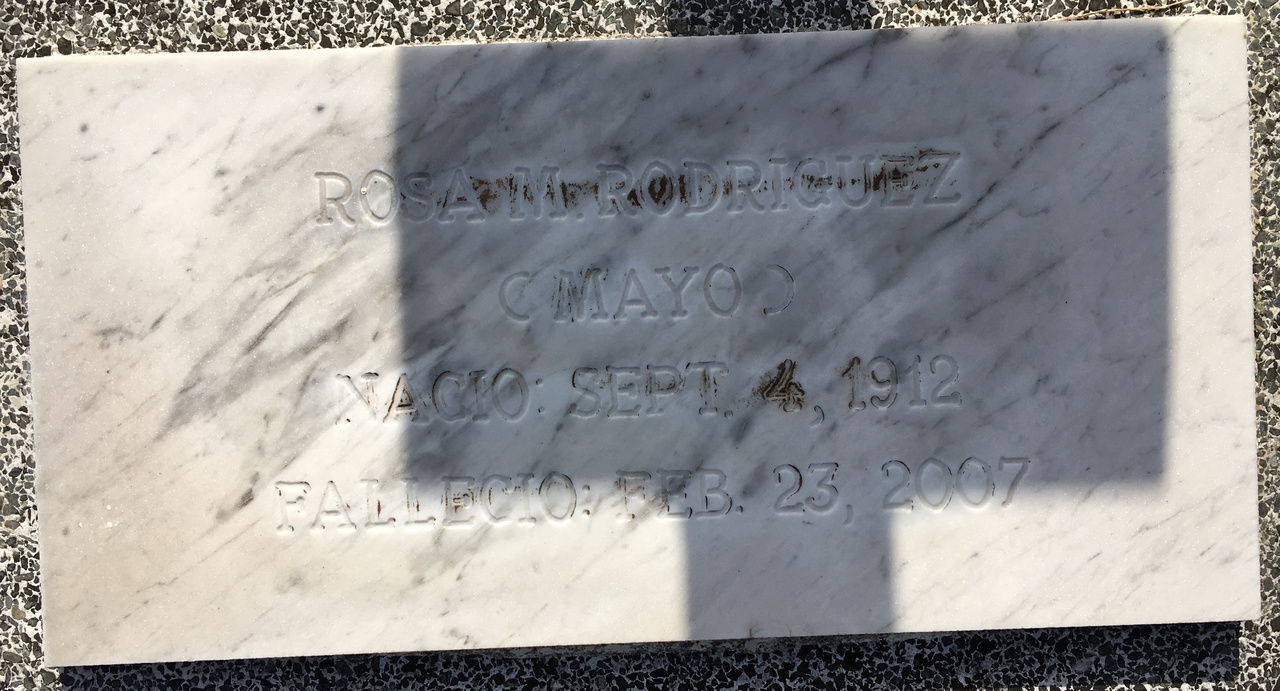 ROSA M. RODRIGUEZ
(MAYO)
NACIO: SEPT. 4, 1912
FALLECIO: FEB. 23, 2007